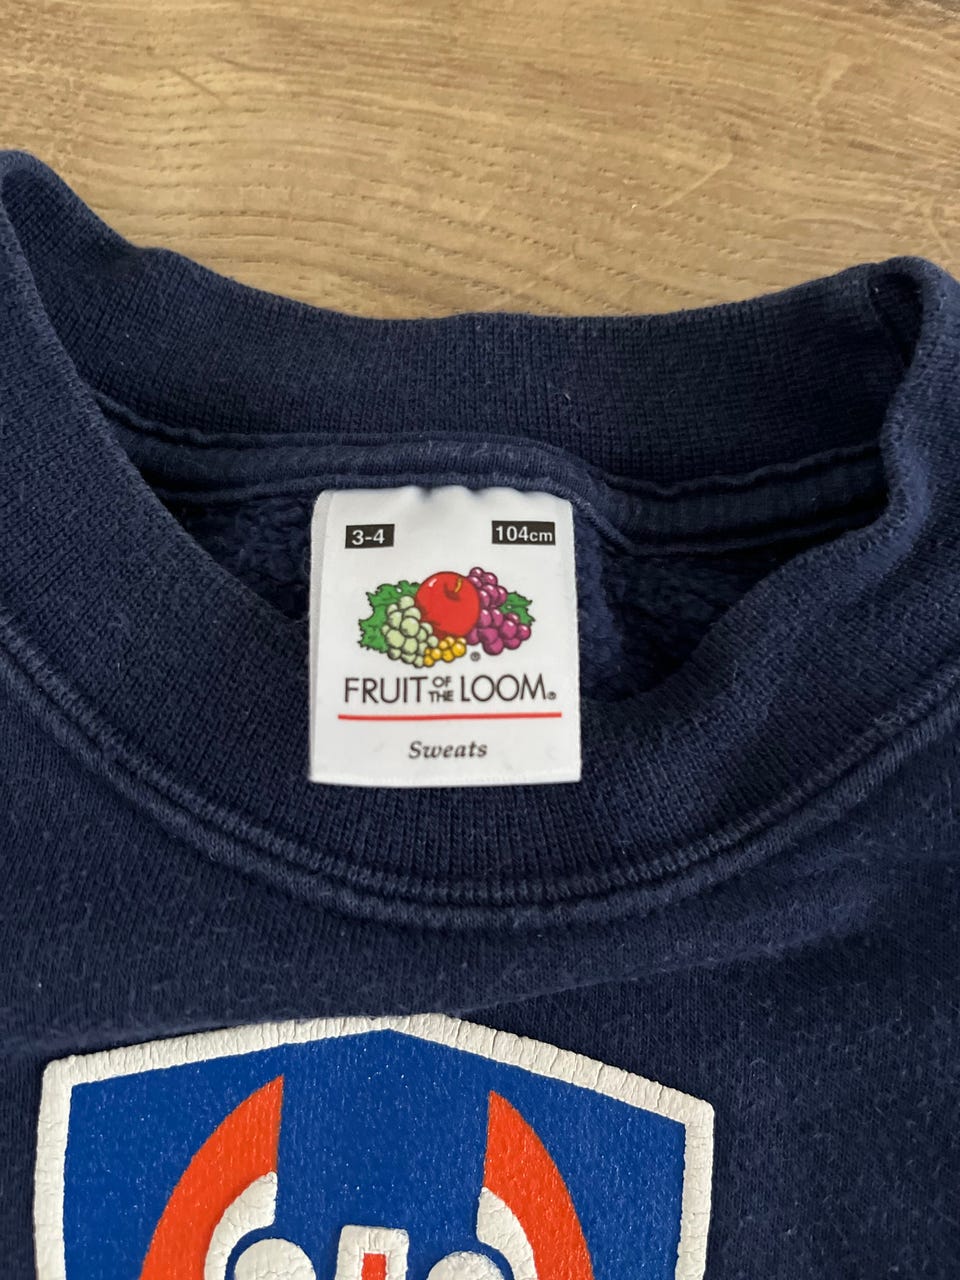 3-4 104cm
FRUIT OF THE LOOM®
Sweats